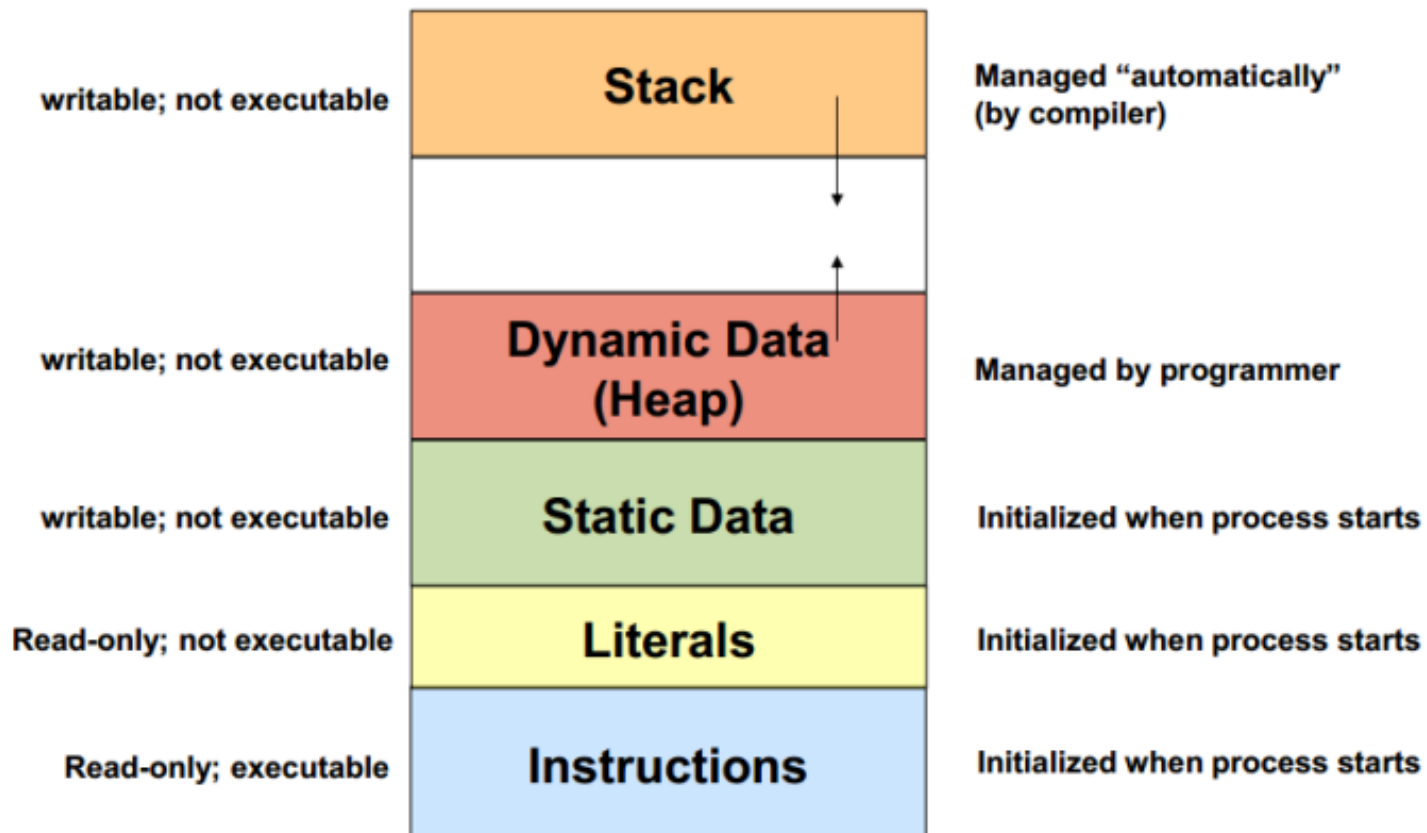 writable; not executable
Stack
Managed “automatically”
(by compiler)
writable; not executable
Dynamic Data
(Heap)
Managed by programmer
writable; not executable
Static Data
Initialized when process starts
Read-only; not executable
Literals
Initialized when process starts
Read-only; executable
Instructions
Initialized when process starts